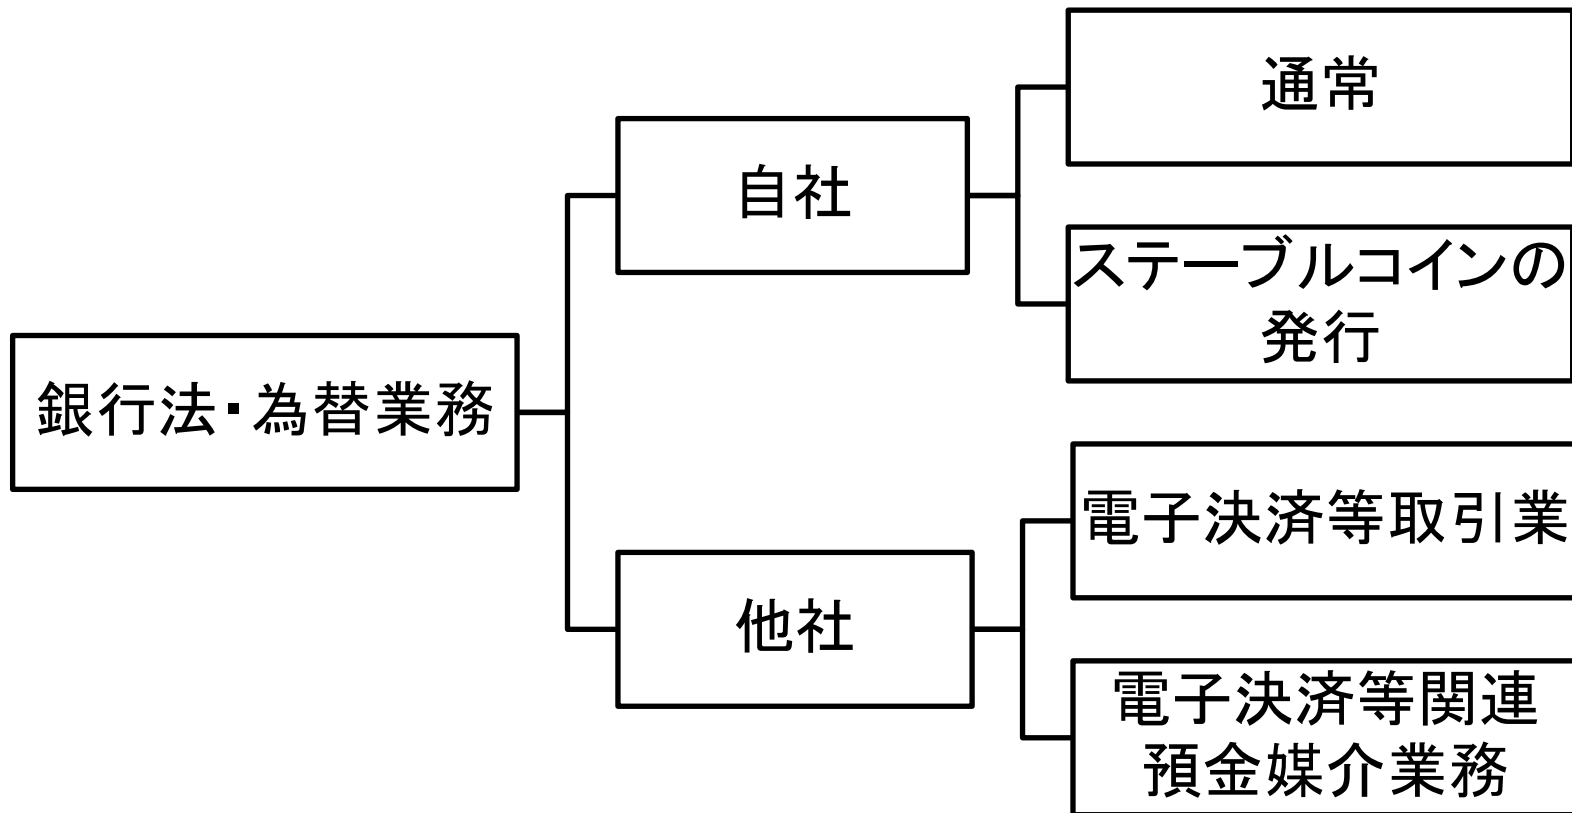 通常
自社
ステーブルコインの
発行
銀行法・為替業務
電子決済等取引業
他社
電子決済等関連
預金媒介業務